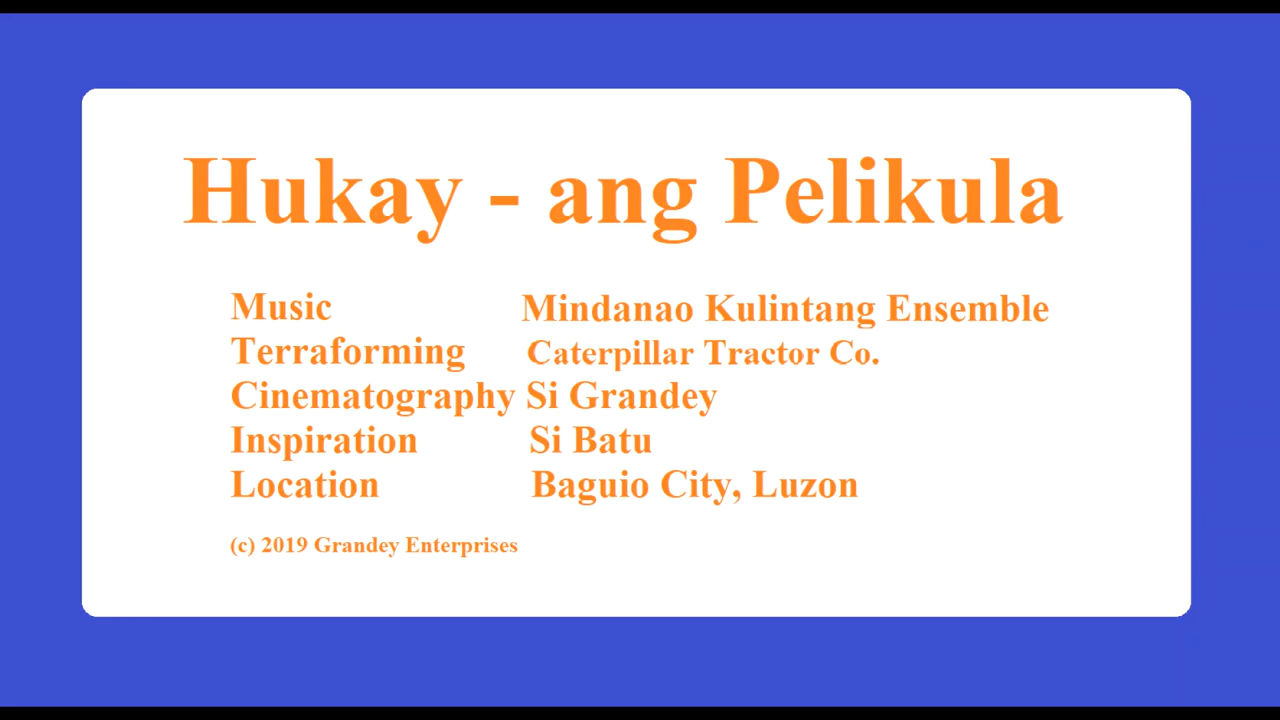 Hukay - ang Pelikula
Music Mindanao Kulintang Ensemble
Terraforming Caterpillar Tractor Co.
Cinematography Si Grandey
Inspiration Si Batu
Location Baguio City, Luzon
(c) 2019 Grandey Enterprises